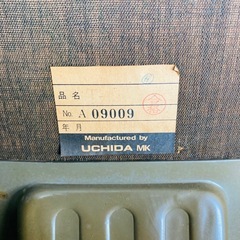 品名
No. A 09009
年月
Manufactured by
UCHIDA MK